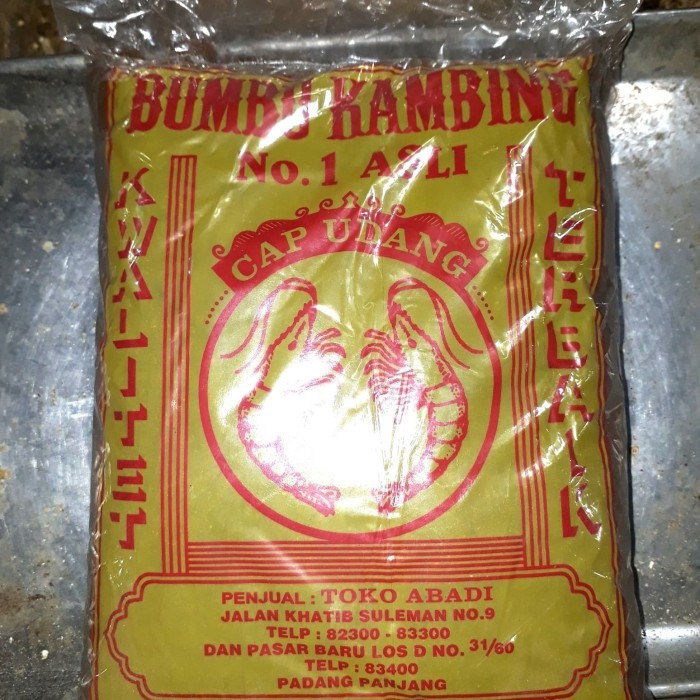 BUMBU KAMBING
No. 1 ASLI
CAP UDANG
KWALITET
TERBAIK
PENJUAL : TOKO ABADI
JALAN KHATIB SULEMAN NO.9
TELP : 82300 - 83300
DAN PASAR BARU LOS D NO. 31/60
TELP : 83400
PADANG PANJANG